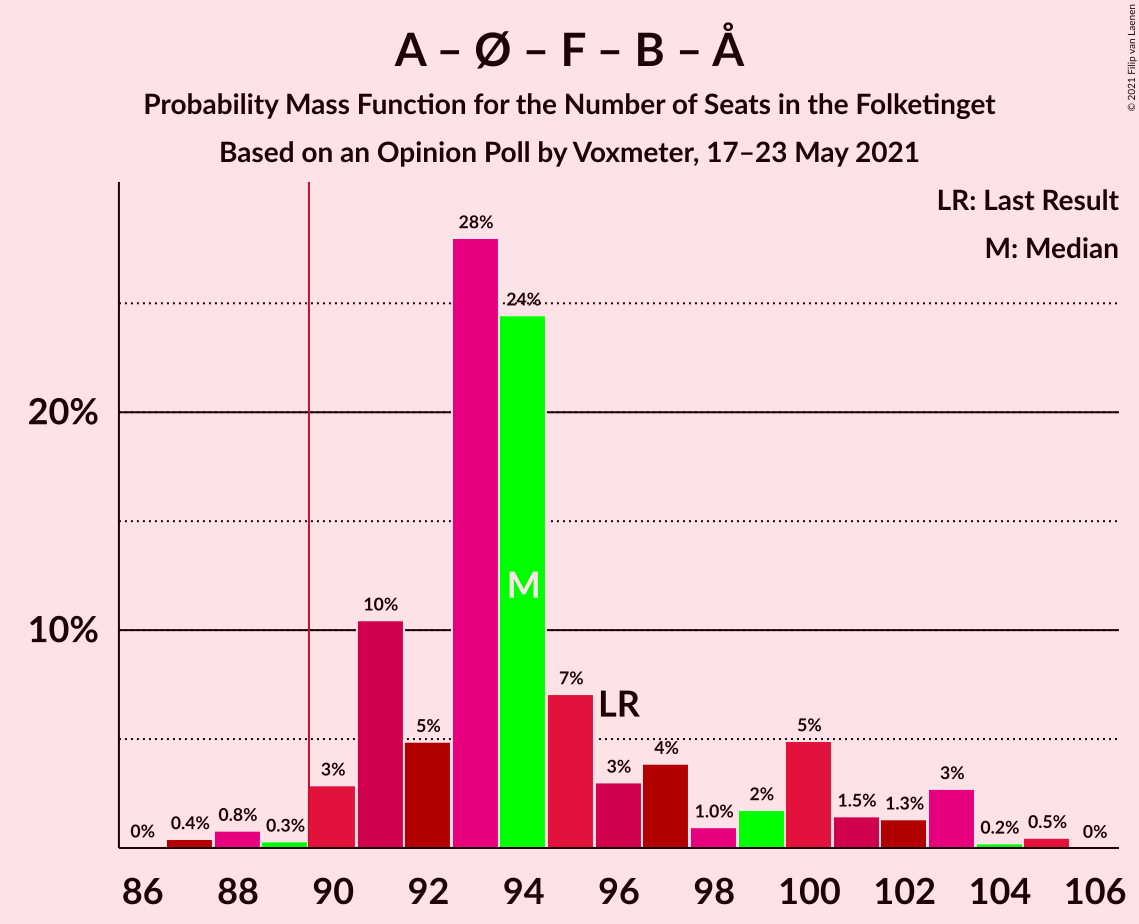 A – Ø – F – B – Å
Probability Mass Function for the Number of Seats in the Folketinget
Based on an Opinion Poll by Voxmeter, 17–23 May 2021
© 2021 Filip van Laenen
LR: Last Result
M: Median
28%
24%
20%
M
10%
10%
7%
LR
5%
4%
5%
3%
3%
3%
0%
0.4%
0.8%
0.3%
1.0%
2%
1.5%
1.3%
0.2%
0.5%
0%
86 88 90 92 94 96 98 100 102 104 106